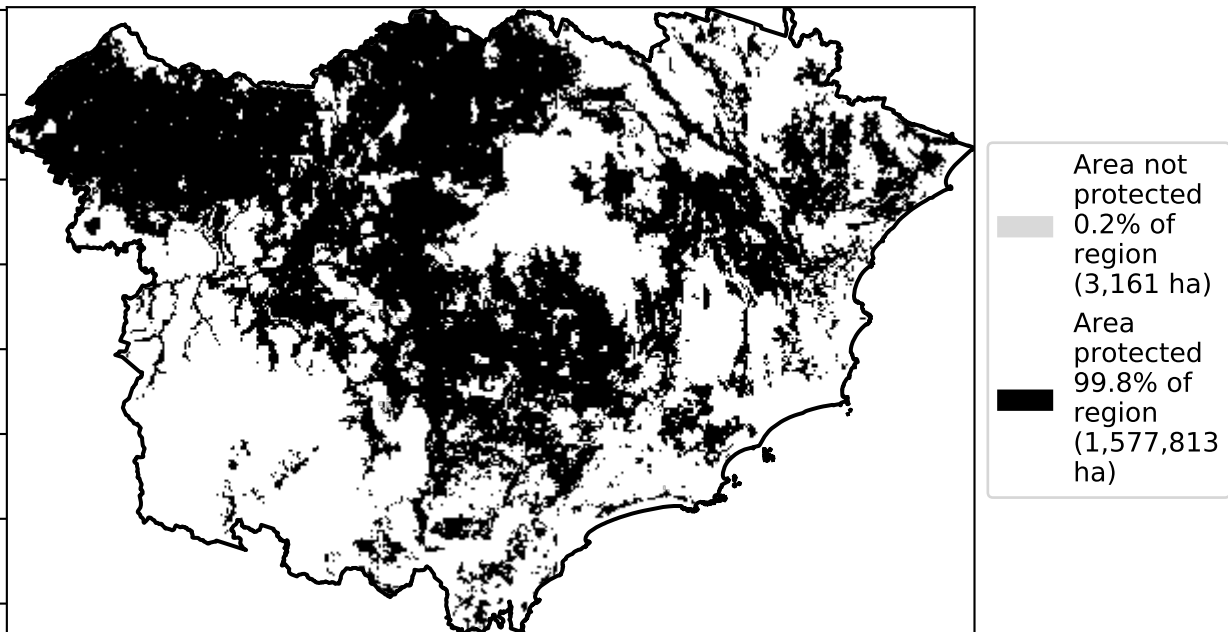 Area not
protected
0.2% of
region
(3,161 ha)
Area
protected
99.8% of
region
(1,577,813
ha)